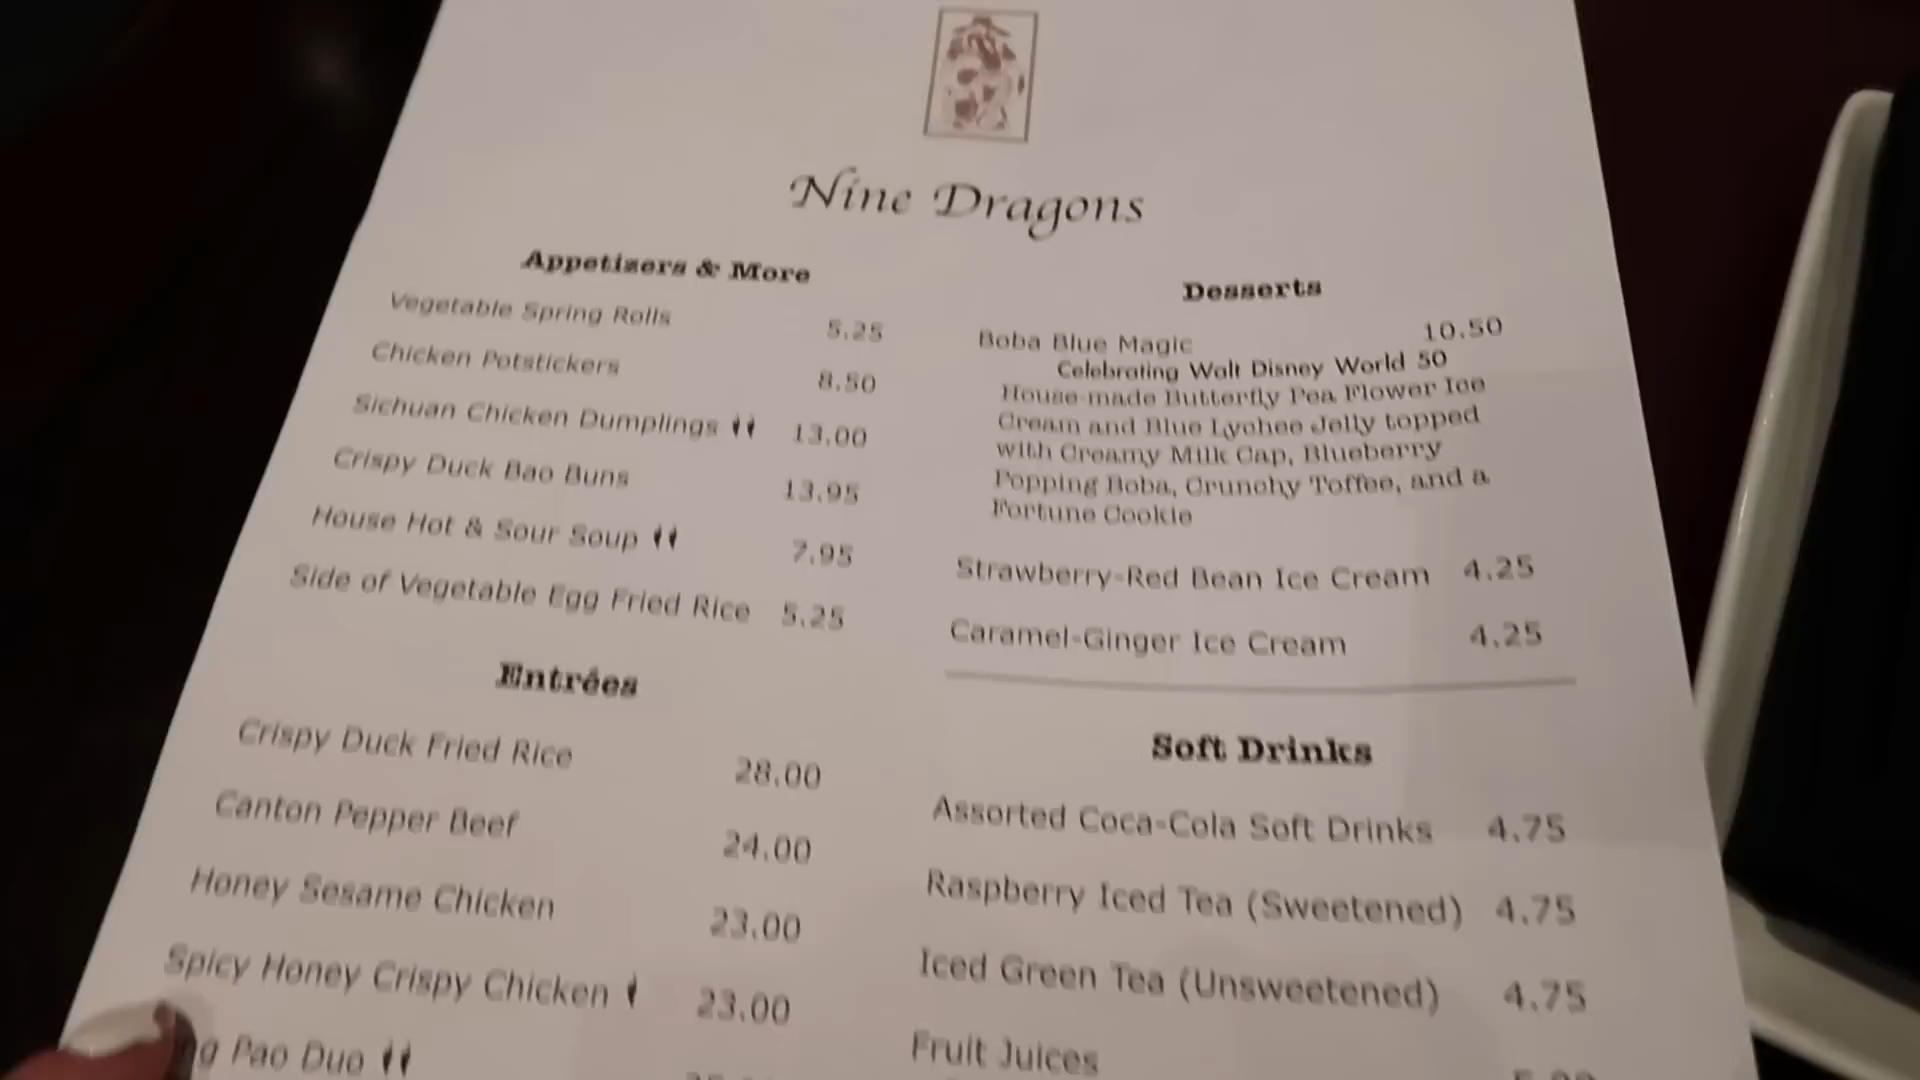 Nine Dragons
Appetizers & More
Vegetable Spring Rolls 5.25
Chicken Potstickers 8.50
Sichuan Chicken Dumplings 13.00
Crispy Duck Bao Buns 13.95
House Hot & Sour Soup 7.95
Side of Vegetable Egg Fried Rice 5.25
Entrées
Crispy Duck Fried Rice 28.00
Canton Pepper Beef 24.00
Honey Sesame Chicken 23.00
Spicy Honey Crispy Chicken 23.00
Pao Duo
Desserts
Boba Blue Magic 10.50
Celebrating Walt Disney World 50
House-made Butterfly Pea Flower Ice
Cream and Blue Lychee Jelly topped
with Creamy Milk Cap, Blueberry
Popping Boba, Crunchy Toffee, and a
Fortune Cookie
Strawberry-Red Bean Ice Cream 4.25
Caramel-Ginger Ice Cream 4.25
Soft Drinks
Assorted Coca-Cola Soft Drinks 4.75
Raspberry Iced Tea (Sweetened) 4.75
Iced Green Tea (Unsweetened) 4.75
Fruit Juices